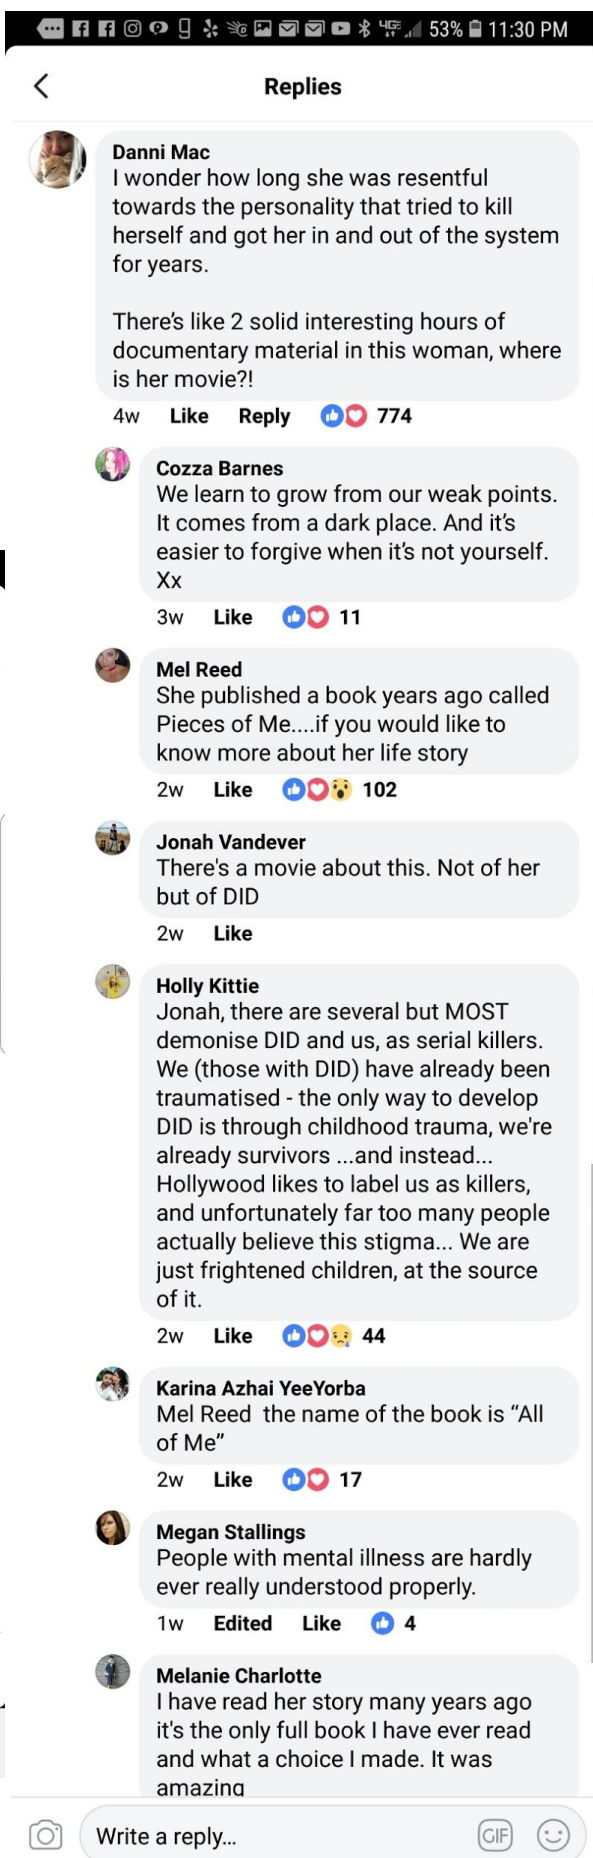 4G 53% 11:30 PM
Replies
Danni Mac
I wonder how long she was resentful
towards the personality that tried to kill
herself and got her in and out of the system
for years.
There's like 2 solid interesting hours of
documentary material in this woman, where
is her movie?!
4w Like Reply 774
Cozza Barnes
We learn to grow from our weak points.
It comes from a dark place. And it's
easier to forgive when it's not yourself.
Xx
3w Like 11
Mel Reed
She published a book years ago called
Pieces of Me....if you would like to
know more about her life story
2w Like 102
Jonah Vandever
There's a movie about this. Not of her
but of DID
2w Like
Holly Kittie
Jonah, there are several but MOST
demonise DID and us, as serial killers.
We (those with DID) have already been
traumatised - the only way to develop
DID is through childhood trauma, we're
already survivors ...and instead...
Hollywood likes to label us as killers,
and unfortunately far too many people
actually believe this stigma... We are
just frightened children, at the source
of it.
2w Like 44
Karina Azhai YeeYorba
Mel Reed the name of the book is “All
of Me”
2w Like 17
Megan Stallings
People with mental illness are hardly
ever really understood properly.
1w Edited Like 4
Melanie Charlotte
I have read her story many years ago
it's the only full book I have ever read
and what a choice I made. It was
amazing
Write a reply... GIF